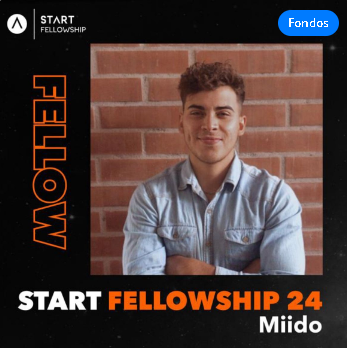 START
FELLOWSHIP
Fondos
FELLOW
START FELLOWSHIP 24
Miido